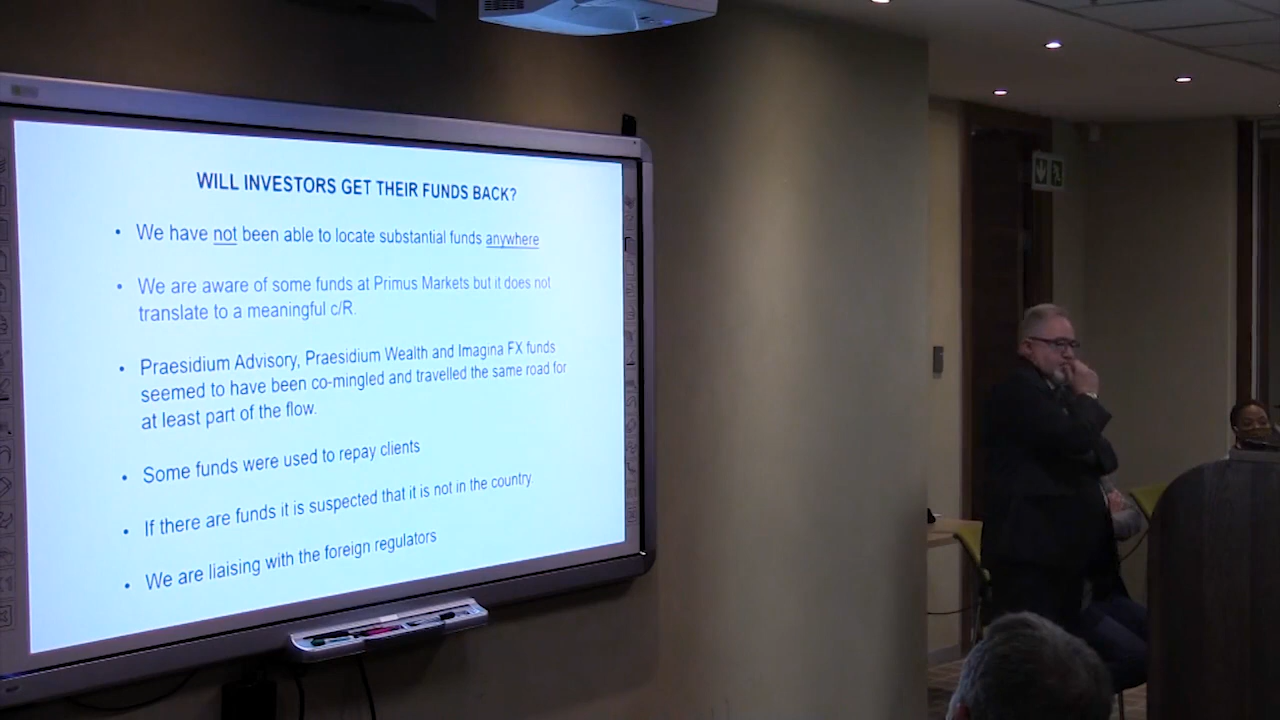 WILL INVESTORS GET THEIR FUNDS BACK?
• We have not been able to locate substantial funds anywhere
• We are aware of some funds at Primus Markets but it does not
translate to a meaningful c/R.
• Praesidium Advisory, Praesidium Wealth and Imagina FX funds
seemed to have been co-mingled and travelled the same road for
at least part of the flow.
• Some funds were used to repay clients
• If there are funds it is suspected that it is not in the country.
• We are liaising with the foreign regulators